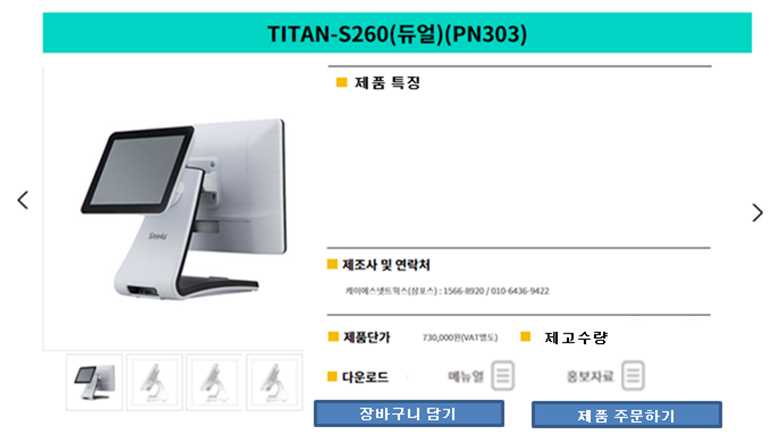 TITAN-S260(듀얼)(PN303)
제품 특징
Sam4s
제조사 및 연락처
케이에스넷트웍스(삼포스) : 1566-8920 / 010-6436-9422
제품단가 730,000원(VAT별도) 제고수량
다운로드 메뉴얼 홍보자료
장바구니 담기 제품 주문하기